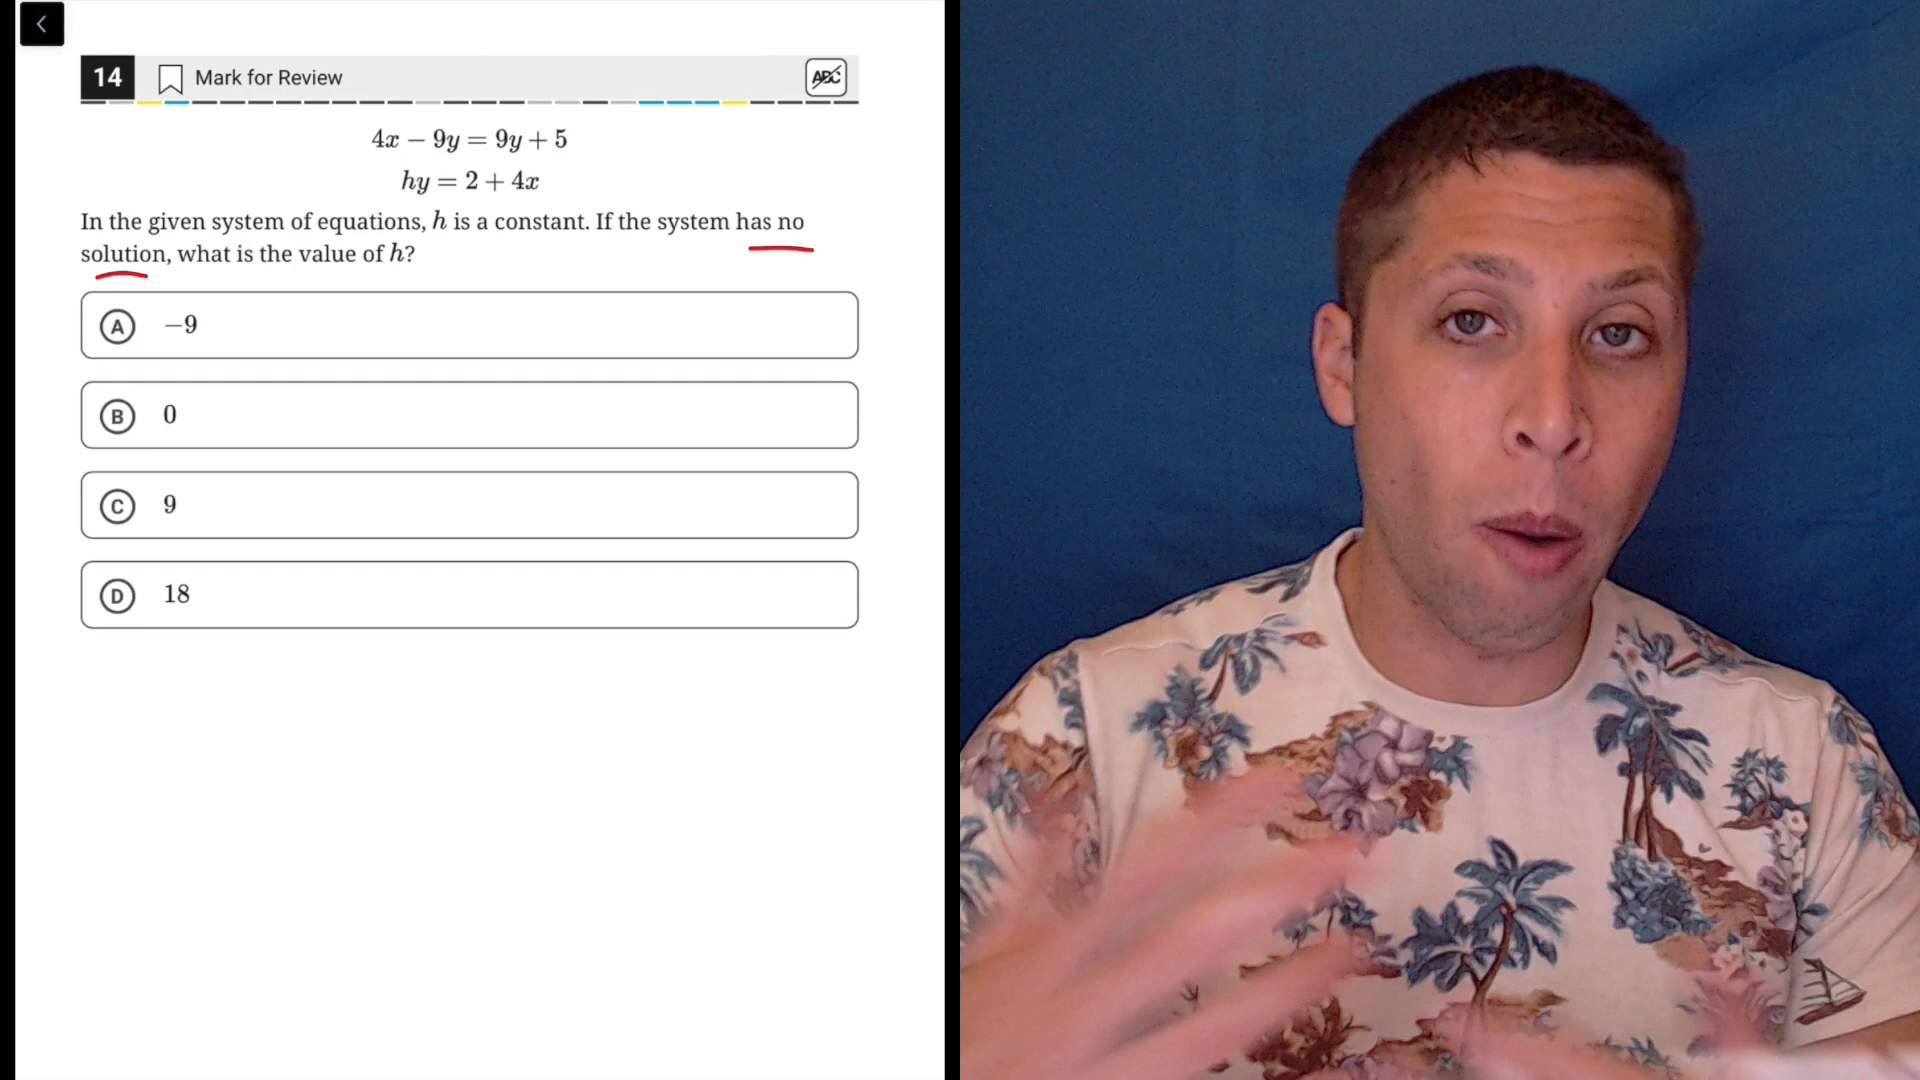 14 Mark for Review ABC
4x − 9y = 9y + 5
hy = 2 + 4x
In the given system of equations, h is a constant. If the system has no
solution, what is the value of h?
A −9
B 0
C 9
D 18